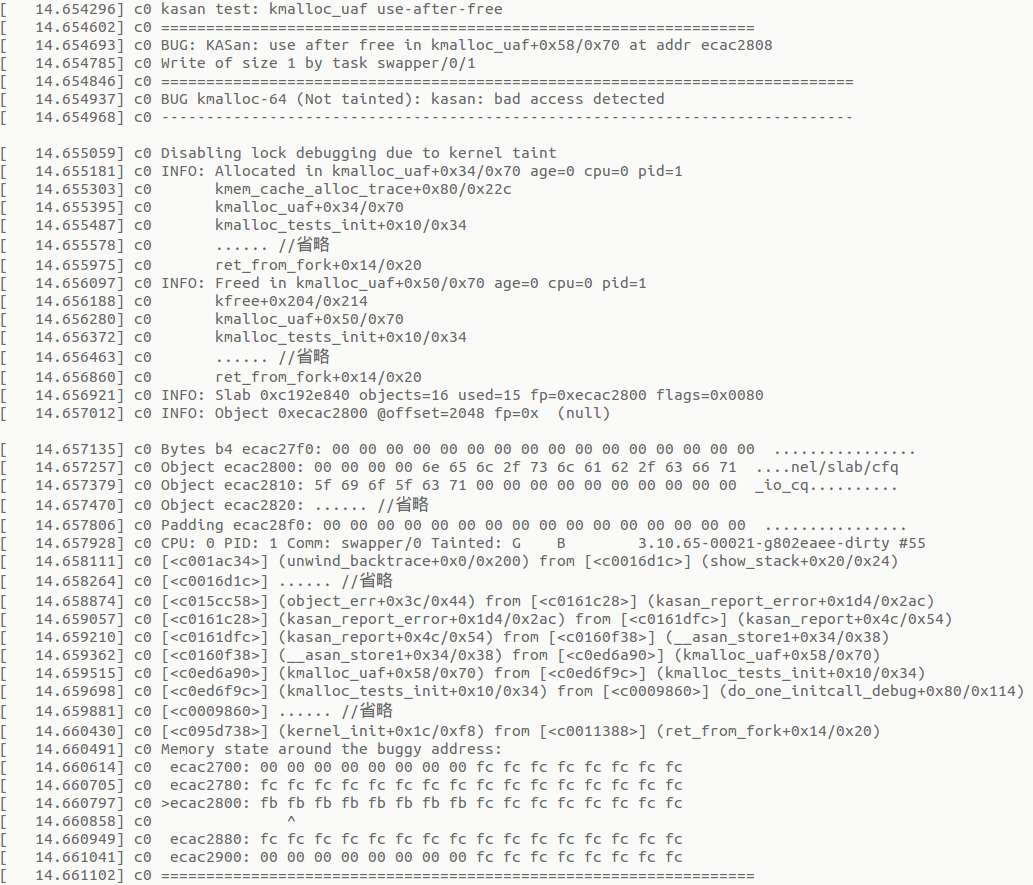 [   14.654296] c0 kasan test: kmalloc_uaf use-after-free
[   14.654602] c0 ==================================================================
[   14.654693] c0 BUG: KASan: use after free in kmalloc_uaf+0x58/0x70 at addr ecac2808
[   14.654785] c0 Write of size 1 by task swapper/0/1
[   14.654846] c0 =============================================================================
[   14.654937] c0 BUG kmalloc-64 (Not tainted): kasan: bad access detected
[   14.654968] c0 -----------------------------------------------------------------------------
[   14.655059] c0 Disabling lock debugging due to kernel taint
[   14.655181] c0 INFO: Allocated in kmalloc_uaf+0x34/0x70 age=0 cpu=0 pid=1
[   14.655303] c0       kmem_cache_alloc_trace+0x80/0x22c
[   14.655395] c0       kmalloc_uaf+0x34/0x70
[   14.655487] c0       kmalloc_tests_init+0x10/0x34
[   14.655578] c0       ...... //省略
[   14.655975] c0       ret_from_fork+0x14/0x20
[   14.656097] c0 INFO: Freed in kmalloc_uaf+0x50/0x70 age=0 cpu=0 pid=1
[   14.656188] c0       kfree+0x204/0x214
[   14.656280] c0       kmalloc_uaf+0x50/0x70
[   14.656372] c0       kmalloc_tests_init+0x10/0x34
[   14.656463] c0       ...... //省略
[   14.656860] c0       ret_from_fork+0x14/0x20
[   14.656921] c0 INFO: Slab 0xc192e840 objects=16 used=15 fp=0xecac2800 flags=0x0080
[   14.657012] c0 INFO: Object 0xecac2800 @offset=2048 fp=0x  (null)
[   14.657135] c0 Bytes b4 ecac27f0: 00 00 00 00 00 00 00 00 00 00 00 00 00 00 00 00  ................
[   14.657257] c0 Object ecac2800: 00 00 00 00 6e 65 6c 2f 73 6c 61 62 2f 63 66 71  ....nel/slab/cfq
[   14.657379] c0 Object ecac2810: 5f 69 6f 5f 63 71 00 00 00 00 00 00 00 00 00 00  _io_cq..........
[   14.657470] c0 Object ecac2820: ...... //省略
[   14.657806] c0 Padding ecac28f0: 00 00 00 00 00 00 00 00 00 00 00 00 00 00 00 00  ................
[   14.657928] c0 CPU: 0 PID: 1 Comm: swapper/0 Tainted: G    B        3.10.65-00021-g802eaee-dirty #55
[   14.658111] c0 [<c001ac34>] (unwind_backtrace+0x0/0x200) from [<c0016d1c>] (show_stack+0x20/0x24)
[   14.658264] c0 [<c0016d1c>] ...... //省略
[   14.658874] c0 [<c015cc58>] (object_err+0x3c/0x44) from [<c0161c28>] (kasan_report_error+0x1d4/0x2ac)
[   14.659057] c0 [<c0161c28>] (kasan_report_error+0x1d4/0x2ac) from [<c0161dfc>] (kasan_report+0x4c/0x54)
[   14.659210] c0 [<c0161dfc>] (kasan_report+0x4c/0x54) from [<c0160f38>] (__asan_store1+0x34/0x38)
[   14.659362] c0 [<c0160f38>] (__asan_store1+0x34/0x38) from [<c0ed6a90>] (kmalloc_uaf+0x58/0x70)
[   14.659515] c0 [<c0ed6a90>] (kmalloc_uaf+0x58/0x70) from [<c0ed6f9c>] (kmalloc_tests_init+0x10/0x34)
[   14.659698] c0 [<c0ed6f9c>] (kmalloc_tests_init+0x10/0x34) from [<c0009860>] (do_one_initcall_debug+0x80/0x114)
[   14.659881] c0 [<c0009860>] ...... //省略
[   14.660430] c0 [<c095d738>] (kernel_init+0x1c/0xf8) from [<c0011388>] (ret_from_fork+0x14/0x20)
[   14.660491] c0 Memory state around the buggy address:
[   14.660614] c0  ecac2700: 00 00 00 00 00 00 00 00 fc fc fc fc fc fc fc fc
[   14.660705] c0  ecac2780: fc fc fc fc fc fc fc fc fc fc fc fc fc fc fc fc
[   14.660797] c0 >ecac2800: fb fb fb fb fb fb fb fb fc fc fc fc fc fc fc fc
[   14.660858] c0               ^
[   14.660949] c0  ecac2880: fc fc fc fc fc fc fc fc fc fc fc fc fc fc fc fc
[   14.661041] c0  ecac2900: 00 00 00 00 00 00 00 00 fc fc fc fc fc fc fc fc
[   14.661102] c0 ==================================================================